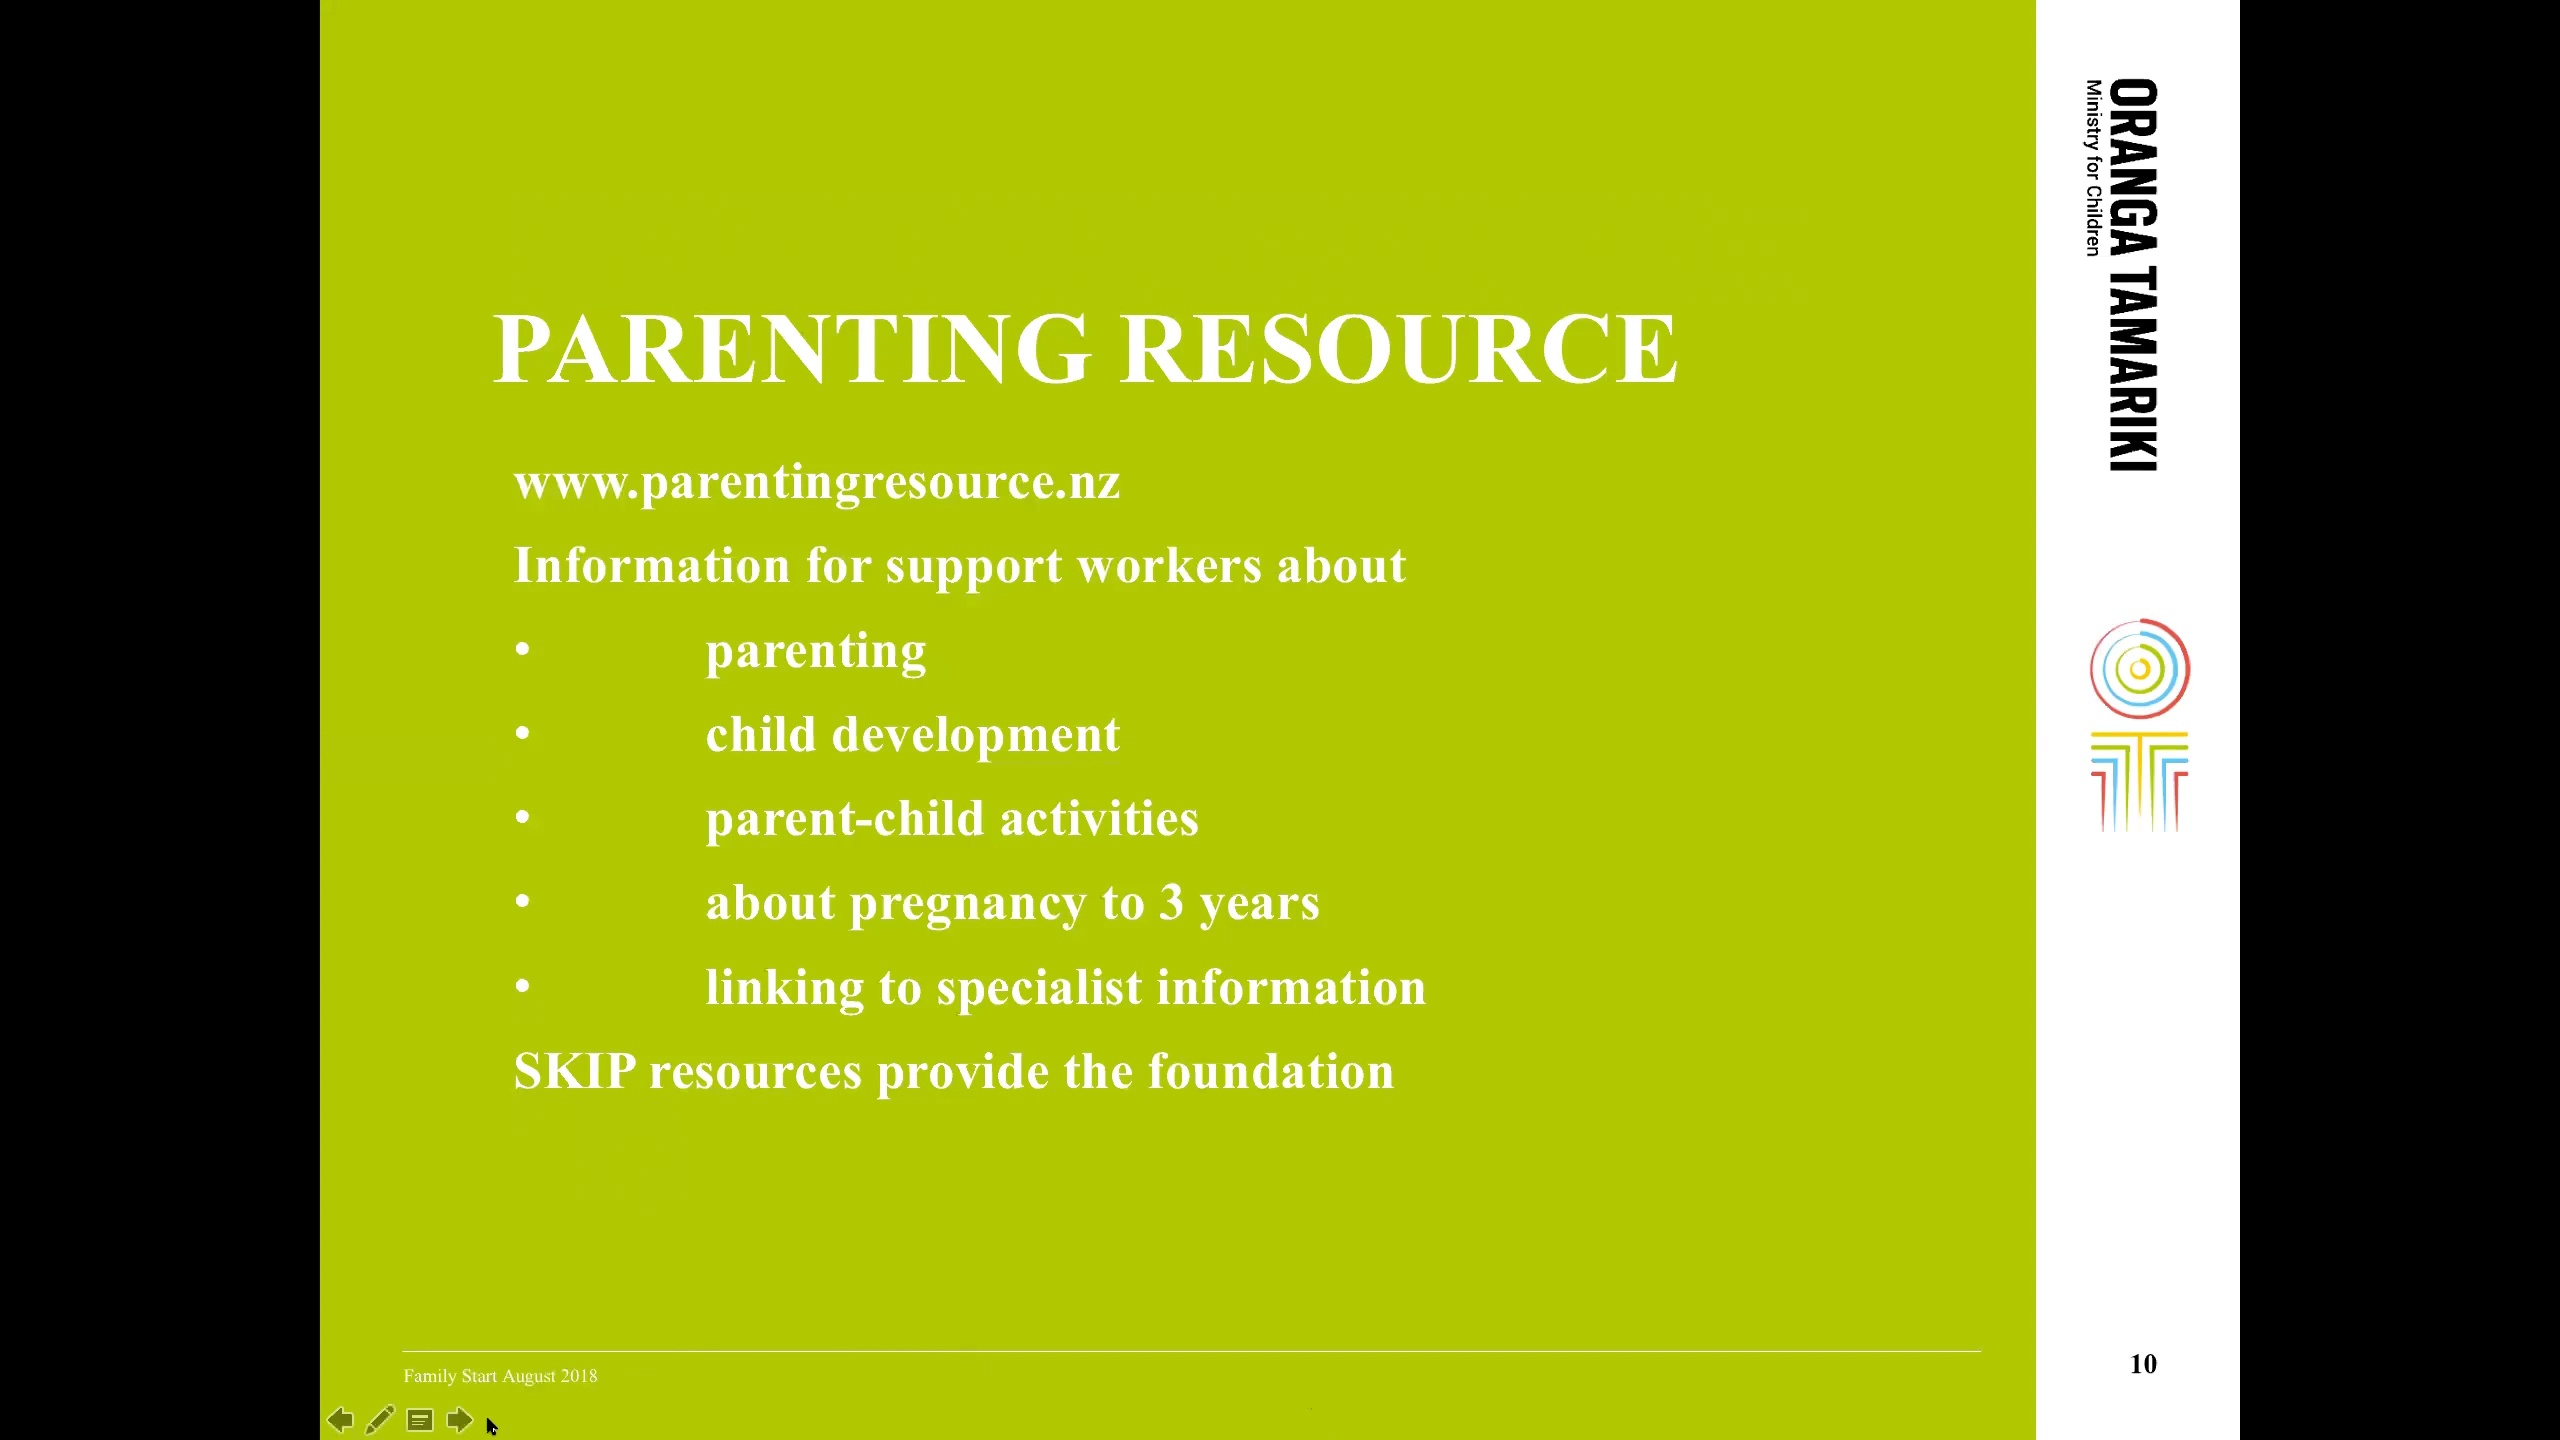 PARENTING RESOURCE
www.parentingresource.nz
Information for support workers about
• parenting
• child development
• parent-child activities
• about pregnancy to 3 years
• linking to specialist information
SKIP resources provide the foundation
Family Start August 2018
ORANGA TAMARIKI
Ministry for Children
10